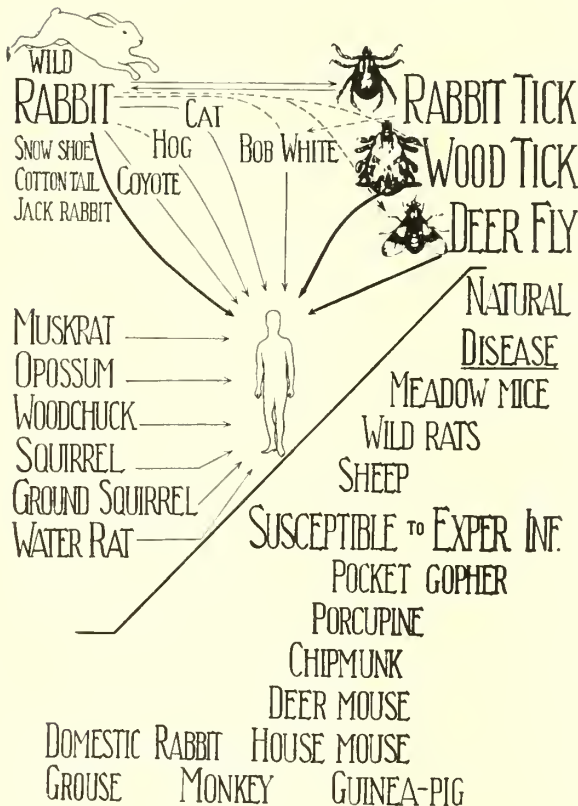 WILD
RABBIT
SNOW SHOE
COTTON TAIL
JACK RABBIT
CAT
HOG
COYOTE
BOB WHITE
RABBIT TICK
WOOD TICK
DEER FLY
MUSKRAT
OPOSSUM
WOODCHUCK
SQUIRREL
GROUND SQUIRREL
WATER RAT
NATURAL
DISEASE
MEADOW MICE
WILD RATS
SHEEP
SUSCEPTIBLE TO EXPER INF.
POCKET GOPHER
PORCUPINE
CHIPMUNK
DEER MOUSE
DOMESTIC RABBIT HOUSE MOUSE
GROUSE MONKEY GUINEA-PIG